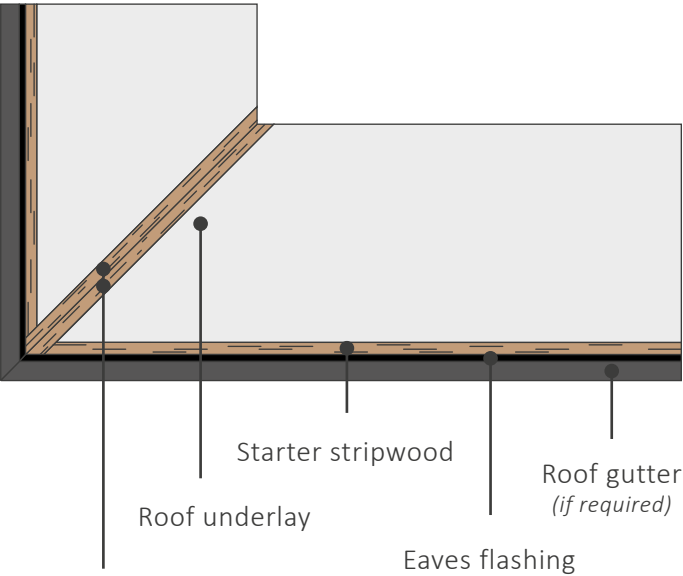 Starter stripwood
Roof gutter
(if required)
Roof underlay
Eaves flashing